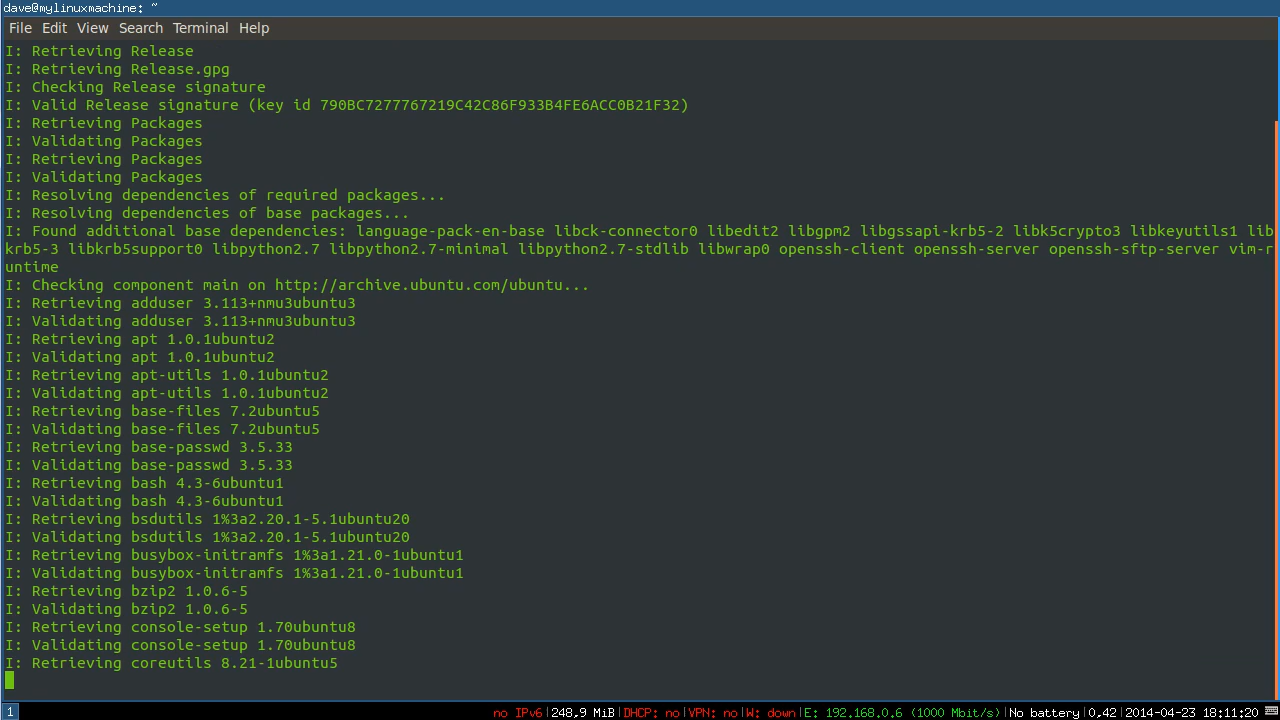 dave@mylinuxmachine: ~
File Edit View Search Terminal Help
I: Retrieving Release
I: Retrieving Release.gpg
I: Checking Release signature
I: Valid Release signature (key id 790BC7277767219C42C86F933B4FE6ACC0B21F32)
I: Retrieving Packages
I: Validating Packages
I: Retrieving Packages
I: Validating Packages
I: Resolving dependencies of required packages...
I: Resolving dependencies of base packages...
I: Found additional base dependencies: language-pack-en-base libck-connector0 libedit2 libgpm2 libgssapi-krb5-2 libk5crypto3 libkeyutils1 lib
krb5-3 libkrb5support0 libpython2.7 libpython2.7-minimal libpython2.7-stdlib libwrap0 openssh-client openssh-server openssh-sftp-server vim-r
untime
I: Checking component main on http://archive.ubuntu.com/ubuntu...
I: Retrieving adduser 3.113+nmu3ubuntu3
I: Validating adduser 3.113+nmu3ubuntu3
I: Retrieving apt 1.0.1ubuntu2
I: Validating apt 1.0.1ubuntu2
I: Retrieving apt-utils 1.0.1ubuntu2
I: Validating apt-utils 1.0.1ubuntu2
I: Retrieving base-files 7.2ubuntu5
I: Validating base-files 7.2ubuntu5
I: Retrieving base-passwd 3.5.33
I: Validating base-passwd 3.5.33
I: Retrieving bash 4.3-6ubuntu1
I: Validating bash 4.3-6ubuntu1
I: Retrieving bsdutils 1%3a2.20.1-5.1ubuntu20
I: Validating bsdutils 1%3a2.20.1-5.1ubuntu20
I: Retrieving busybox-initramfs 1%3a1.21.0-1ubuntu1
I: Validating busybox-initramfs 1%3a1.21.0-1ubuntu1
I: Retrieving bzip2 1.0.6-5
I: Validating bzip2 1.0.6-5
I: Retrieving console-setup 1.70ubuntu8
I: Validating console-setup 1.70ubuntu8
I: Retrieving coreutils 8.21-1ubuntu5
1 no IPv6|248,9 MiB|DHCP: no|VPN: no|W: down|E: 192.168.0.6 (1000 Mbit/s)|No battery|0,42|2014-04-23 18:11:20